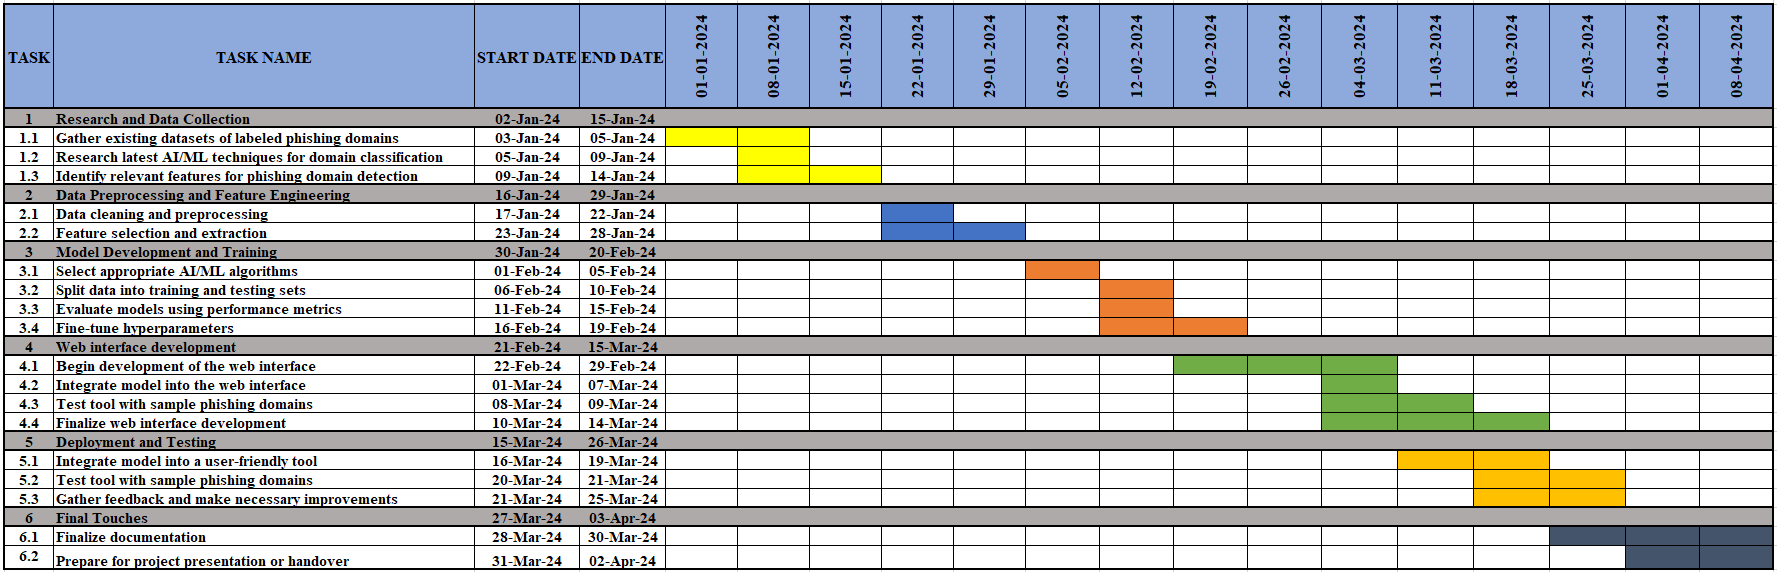 TASK TASK NAME START DATE END DATE 01-01-2024 08-01-2024 15-01-2024 22-01-2024 29-01-2024 05-02-2024 12-02-2024 19-02-2024 26-02-2024 04-03-2024 11-03-2024 18-03-2024 25-03-2024 01-04-2024 08-04-2024
1 Research and Data Collection 02-Jan-24 15-Jan-24
1.1 Gather existing datasets of labeled phishing domains 03-Jan-24 05-Jan-24
1.2 Research latest AI/ML techniques for domain classification 05-Jan-24 09-Jan-24
1.3 Identify relevant features for phishing domain detection 09-Jan-24 14-Jan-24
2 Data Preprocessing and Feature Engineering 16-Jan-24 29-Jan-24
2.1 Data cleaning and preprocessing 17-Jan-24 22-Jan-24
2.2 Feature selection and extraction 23-Jan-24 28-Jan-24
3 Model Development and Training 30-Jan-24 20-Feb-24
3.1 Select appropriate AI/ML algorithms 01-Feb-24 05-Feb-24
3.2 Split data into training and testing sets 06-Feb-24 10-Feb-24
3.3 Evaluate models using performance metrics 11-Feb-24 15-Feb-24
3.4 Fine-tune hyperparameters 16-Feb-24 19-Feb-24
4 Web interface development 21-Feb-24 15-Mar-24
4.1 Begin development of the web interface 22-Feb-24 29-Feb-24
4.2 Integrate model into the web interface 01-Mar-24 07-Mar-24
4.3 Test tool with sample phishing domains 08-Mar-24 09-Mar-24
4.4 Finalize web interface development 10-Mar-24 14-Mar-24
5 Deployment and Testing 15-Mar-24 26-Mar-24
5.1 Integrate model into a user-friendly tool 16-Mar-24 19-Mar-24
5.2 Test tool with sample phishing domains 20-Mar-24 21-Mar-24
5.3 Gather feedback and make necessary improvements 21-Mar-24 25-Mar-24
6 Final Touches 27-Mar-24 03-Apr-24
6.1 Finalize documentation 28-Mar-24 30-Mar-24
6.2 Prepare for project presentation or handover 31-Mar-24 02-Apr-24